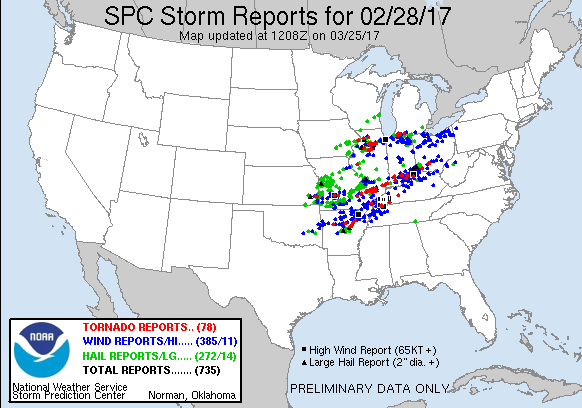 SPC Storm Reports for 02/28/17
Map updated at 1208Z on 03/25/17
NOAA
TORNADO REPORTS.. (78)
WIND REPORTS/HI..... (385/11)
HAIL REPORTS/LG..... (272/14)
TOTAL REPORTS....... (735)
National Weather Service
Storm Prediction Center Norman, Oklahoma
High Wind Report (65KT +)
Large Hail Report (2" dia. +)
PRELIMINARY DATA ONLY